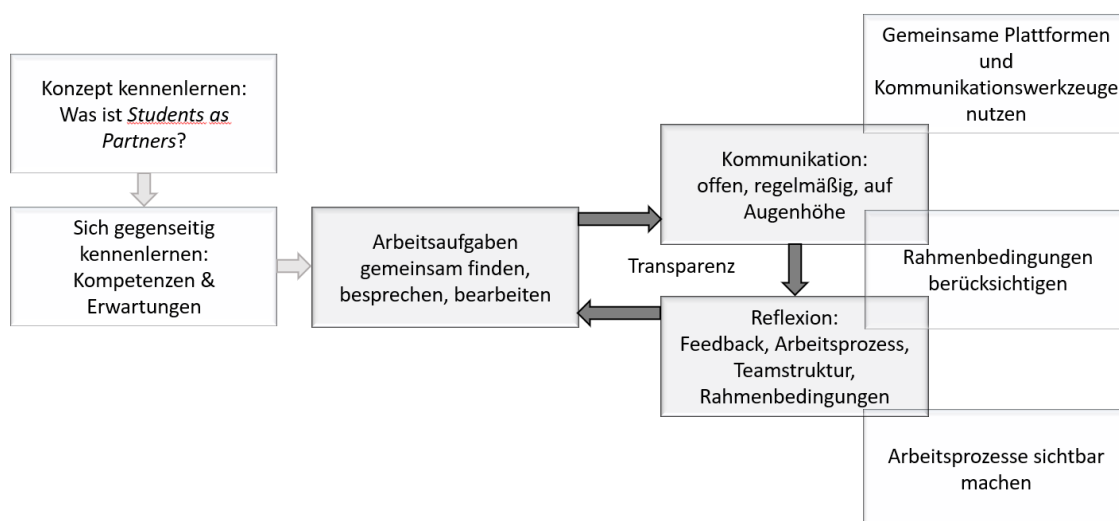 Konzept kennenlernen:
Was ist Students as
Partners?
Sich gegenseitig
kennenlernen:
Kompetenzen &
Erwartungen
Arbeitsaufgaben
gemeinsam finden,
besprechen, bearbeiten
Transparenz
Kommunikation:
offen, regelmäßig, auf
Augenhöhe
Reflexion:
Feedback, Arbeitsprozess,
Teamstruktur,
Rahmenbedingungen
Gemeinsame Plattformen
und
Kommunikationswerkzeuge
nutzen
Rahmenbedingungen
berücksichtigen
Arbeitsprozesse sichtbar
machen